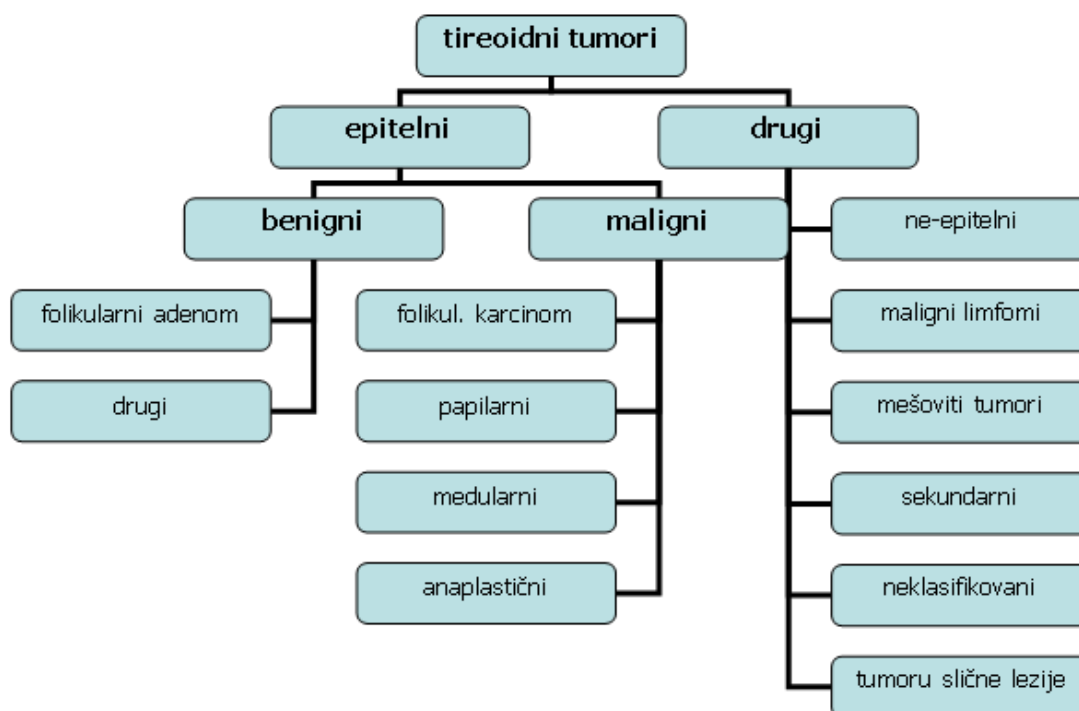 tireoidni tumori
epitelni
drugi
benigni
maligni
folikularni adenom
drugi
folikul. karcinom
papilarni
medularni
anaplastični
ne-epitelni
maligni limfomi
mešoviti tumori
sekundarni
neklasifikovani
tumoru slične lezije